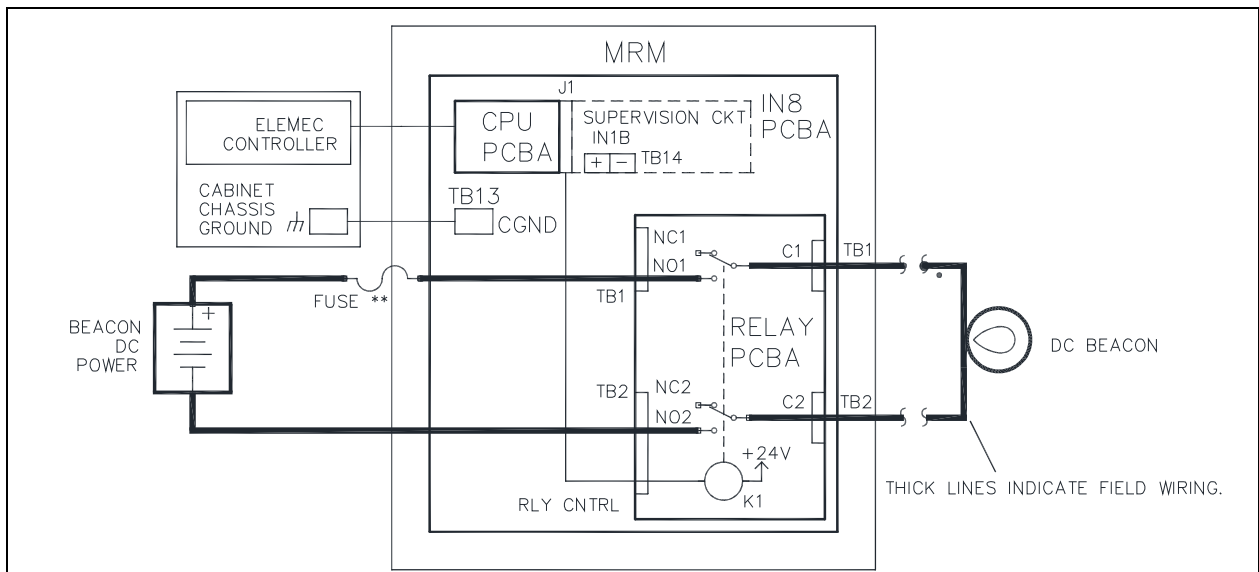 MRM
J1
ELEMEC
CONTROLLER
CPU
PCBA
SUPERVISION CKT
IN1B
+ -
TB14
IN8
PCBA
CABINET
CHASSIS
GROUND
TB13
CGND
NC1
NO1
C1
TB1
TB1
FUSE **
BEACON
DC
POWER
+
RELAY
PCBA
DC BEACON
TB2
NC2
NO2
C2
TB2
+24V
K1
RLY CNTRL
THICK LINES INDICATE FIELD WIRING.